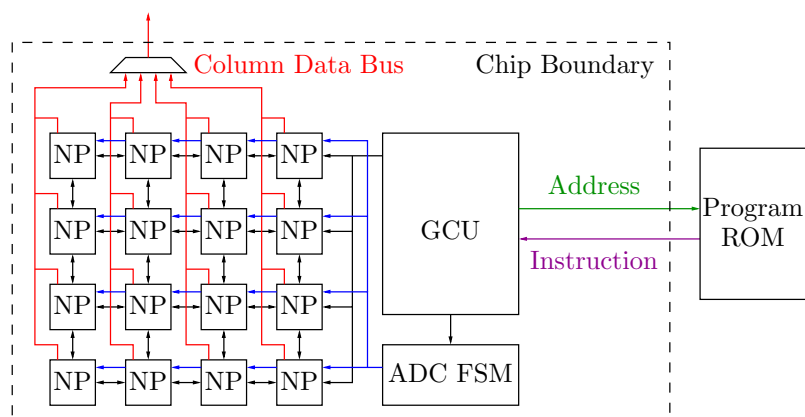 Column Data Bus
Chip Boundary
NP NP NP NP
NP NP NP NP
NP NP NP NP
NP NP NP NP
GCU
ADC FSM
Address
Instruction
Program
ROM